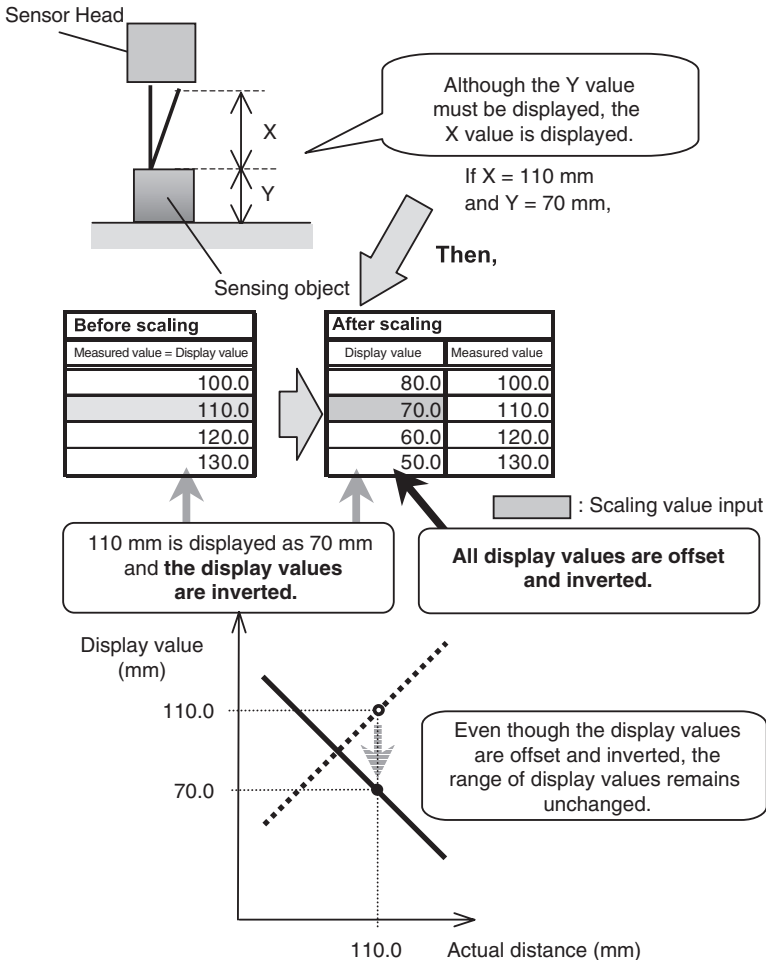 Sensor Head
Although the Y value
must be displayed, the
X value is displayed.
X
Y
If X = 110 mm
and Y = 70 mm,
Then,
Sensing object
Before scaling
Measured value = Display value
100.0
110.0
120.0
130.0
After scaling
Display value Measured value
80.0 100.0
70.0 110.0
60.0 120.0
50.0 130.0
: Scaling value input
110 mm is displayed as 70 mm
and the display values
are inverted.
All display values are offset
and inverted.
Display value
(mm)
110.0
70.0
Even though the display values
are offset and inverted, the
range of display values remains
unchanged.
110.0 Actual distance (mm)